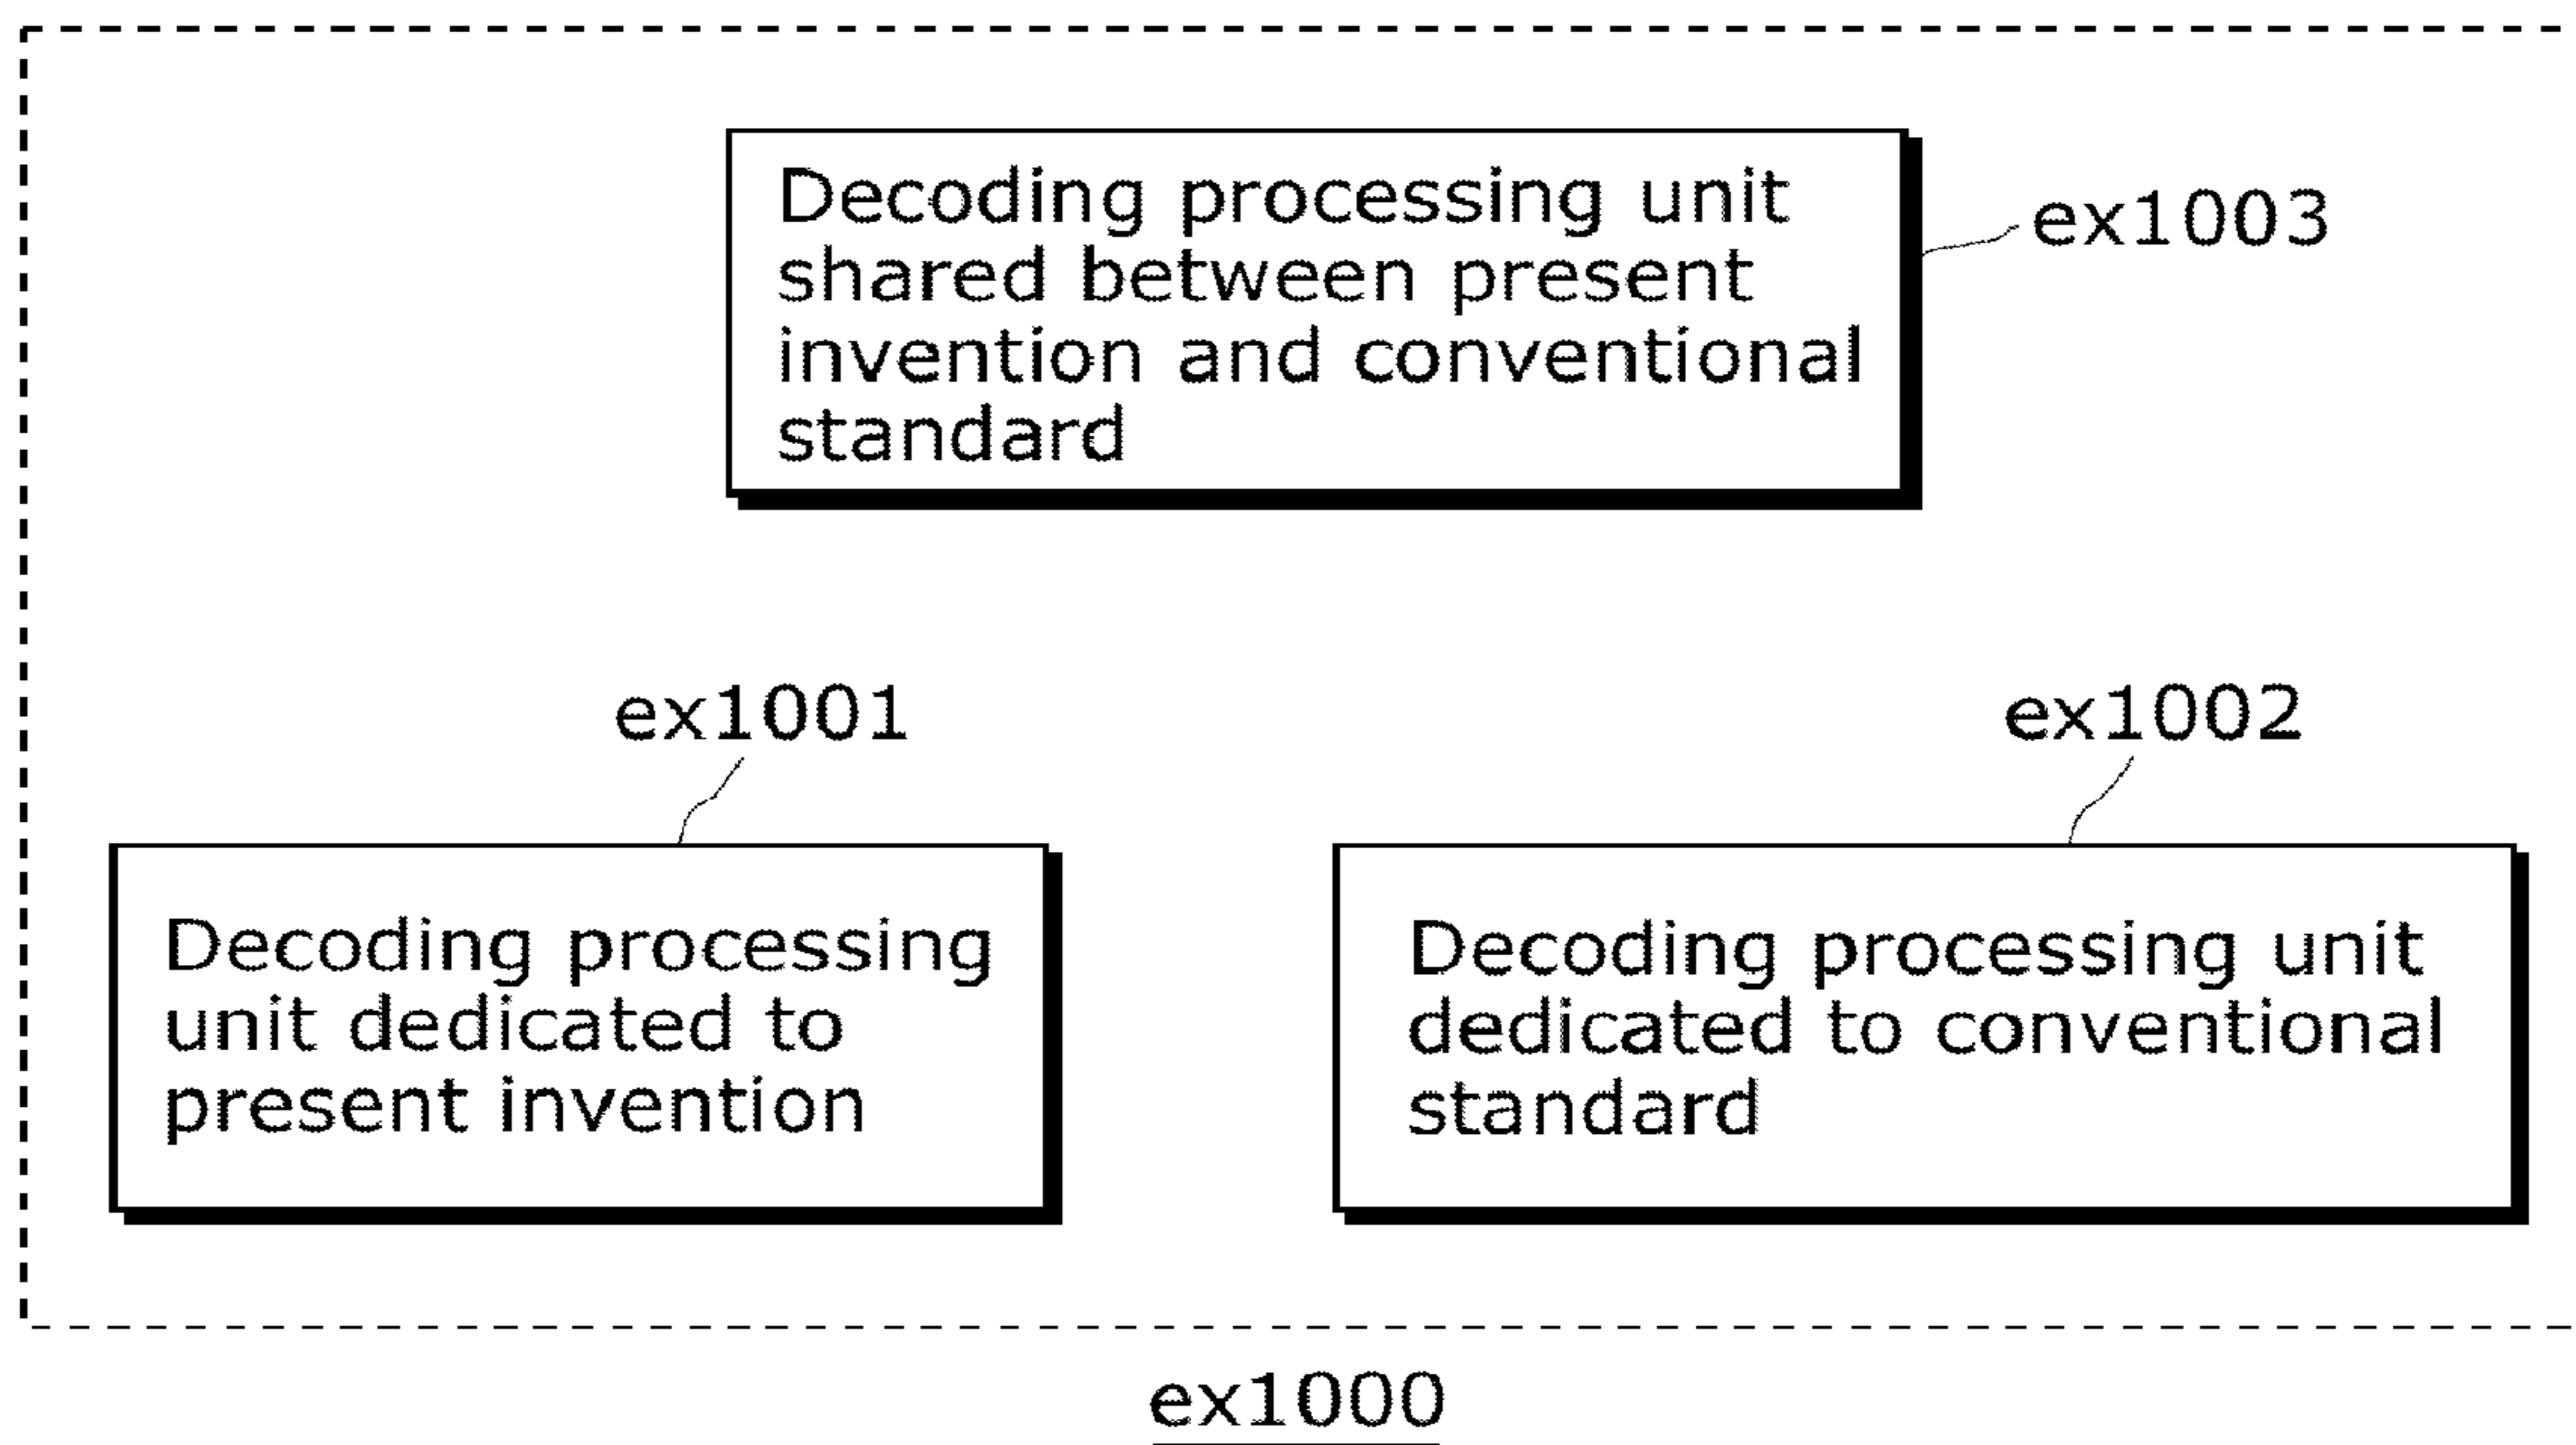 Decoding processing unit
shared between present
invention and conventional
standard
ex1003
ex1001
ex1002
Decoding processing
unit dedicated to
present invention
Decoding processing unit
dedicated to conventional
standard
ex1000